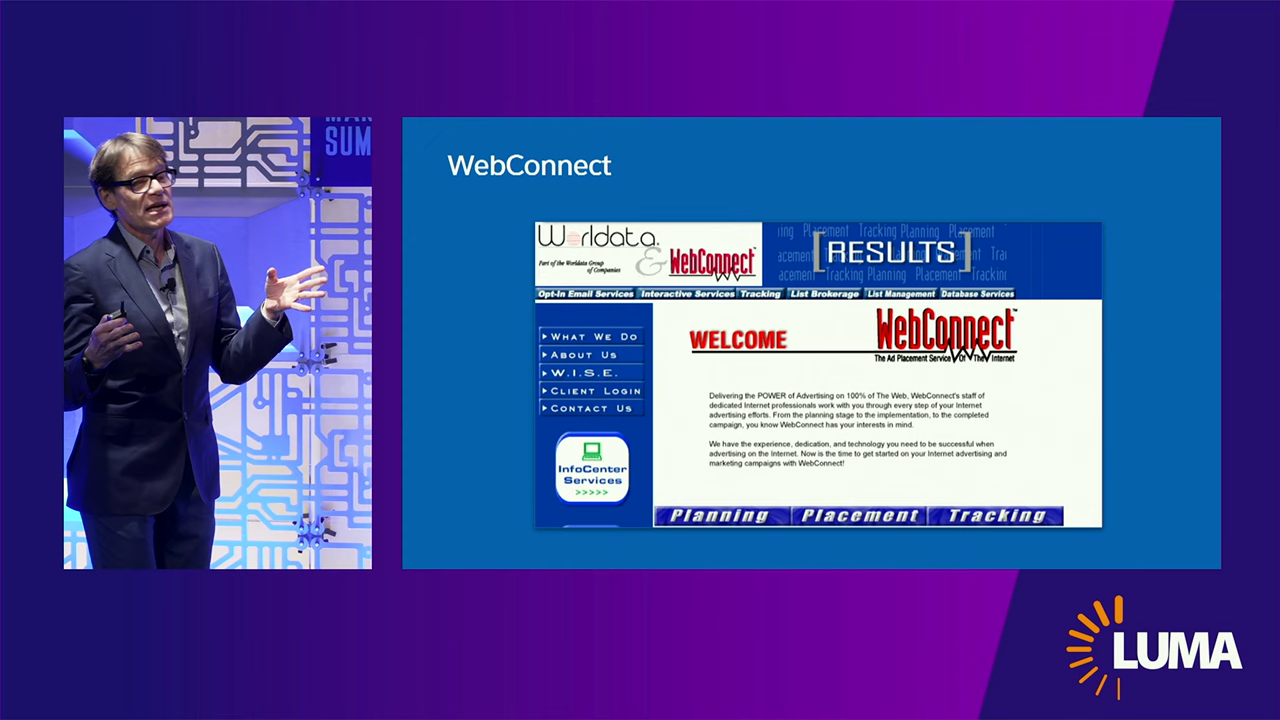 SUM
WebConnect
Worldata.
Part of the Worldata Group
of Companies
&
WebConnect™
Placement Tracking Planning Placement
[RESULTS]
Tracking Planning Placement Tracking
Opt-In Email Services Interactive Services Tracking List Brokerage List Management Database Services
What We Do
About Us
W.I.S.E.
Client Login
Contact Us
InfoCenter
Services
>>>>>
WELCOME
WebConnect™
The Ad Placement Service Of The Internet
Delivering the POWER of Advertising on 100% of The Web, WebConnect's staff of
dedicated Internet professionals work with you through every step of your Internet
advertising efforts. From the planning stage to the implementation, to the completed
campaign, you know WebConnect has your interests in mind.
We have the experience, dedication, and technology you need to be successful when
advertising on the Internet. Now is the time to get started on your Internet advertising and
marketing campaigns with WebConnect!
Planning Placement Tracking
LUMA